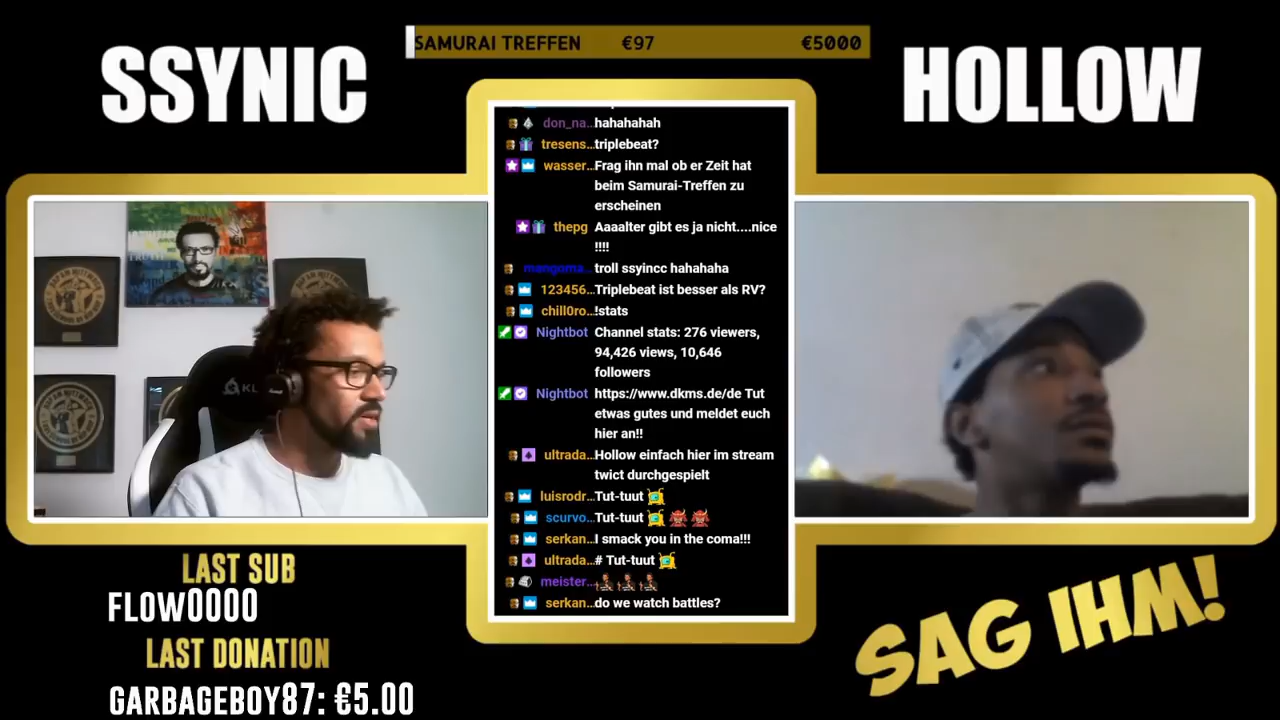 SSYNIC
SAMURAI TREFFEN €97 €5000
HOLLOW
don_na.. hahahahah
tresens.. triplebeat?
wasser.. Frag ihn mal ob er Zeit hat
beim Samurai-Treffen zu
erscheinen
thepg Aaaalter gibt es ja nicht....nice
!!!!
mangoma.. troll ssyincc hahahaha
123456.. Triplebeat ist besser als RV?
chill0ro.. !stats
Nightbot Channel stats: 276 viewers,
94,426 views, 10,646
followers
Nightbot https://www.dkms.de/de Tut
etwas gutes und meldet euch
hier an!!
ultrada.. Hollow einfach hier im stream
twict durchgespielt
luisrodr.. Tut-tuut
scurvo.. Tut-tuut
serkan.. I smack you in the coma!!!
ultrada.. # Tut-tuut
meister..
serkan.. do we watch battles?
KL
LAST SUB
FLOW0000
LAST DONATION
GARBAGEBOY87: €5.00
SAG IHM!